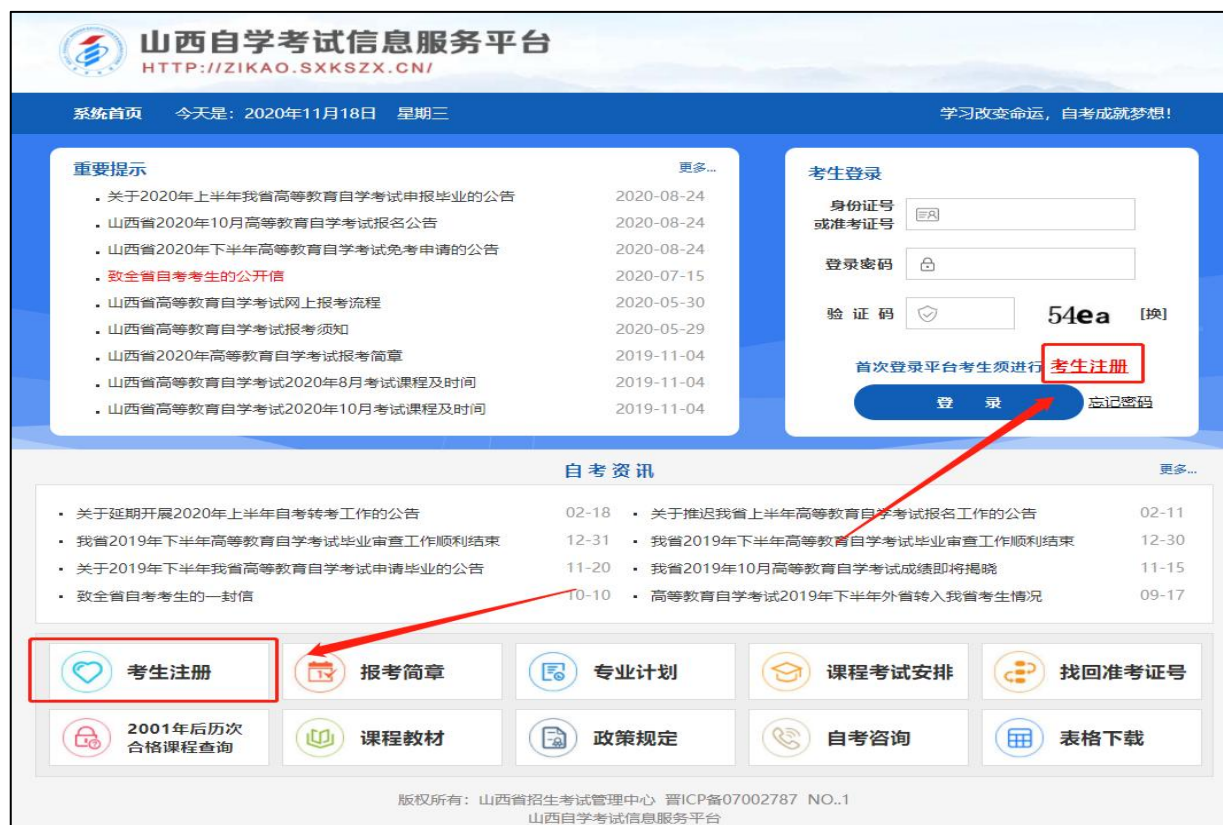 山西自学考试信息服务平台
HTTP://ZIKAO.SXKSZX.CN/
系统首页 今天是：2020年11月18日 星期三 学习改变命运，自考成就梦想！
重要提示 更多...
关于2020年上半年我省高等教育自学考试申报毕业的公告 2020-08-24
山西省2020年10月高等教育自学考试报名公告 2020-08-24
山西省2020年下半年高等教育自学考试免考申请的公告 2020-08-24
致全省自考考生的公开信 2020-07-15
山西省高等教育自学考试网上报考流程 2020-05-30
山西省高等教育自学考试报考须知 2020-05-29
山西省2020年高等教育自学考试报考简章 2019-11-04
山西省高等教育自学考试2020年8月考试课程及时间 2019-11-04
山西省高等教育自学考试2020年10月考试课程及时间 2019-11-04
考生登录
身份证号
或准考证号
登录密码
验 证 码 54ea [换]
首次登录平台考生须进行 考生注册
登 录 忘记密码
自考资讯 更多...
关于延期开展2020年上半年自考转考工作的公告 02-18 关于推迟我省上半年高等教育自学考试报名工作的公告 02-11
我省2019年下半年高等教育自学考试毕业审查工作顺利结束 12-31 我省2019年下半年高等教育自学考试毕业审查工作顺利结束 12-30
关于2019年下半年我省高等教育自学考试申请毕业的公告 11-20 我省2019年10月高等教育自学考试成绩即将揭晓 11-15
致全省自考考生的一封信 10-10 高等教育自学考试2019年下半年外省转入我省考生情况 09-17
考生注册 报考简章 专业计划 课程考试安排 找回准考证号
2001年后历次
合格课程查询 课程教材 政策规定 自考咨询 表格下载
版权所有：山西省招生考试管理中心 晋ICP备07002787 NO..1
山西自学考试信息服务平台